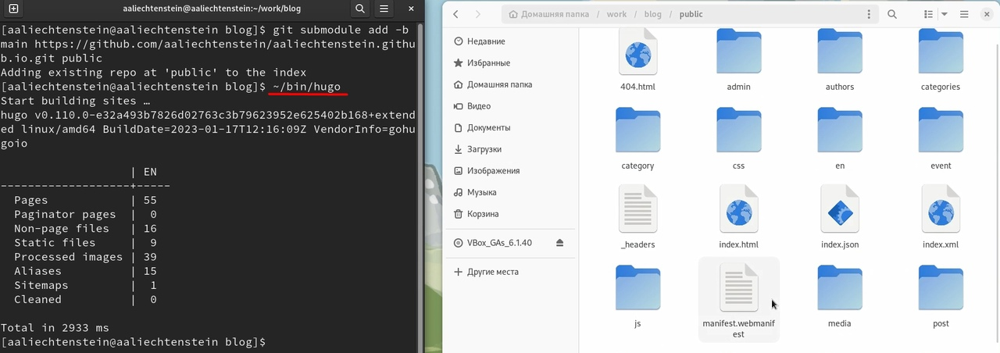 aaliechtenstein@aaliechtenstein:~/work/blog
[aaliechtenstein@aaliechtenstein blog]$ git submodule add -b
main https://github.com/aaliechtenstein/aaliechtenstein.githu
b.io.git public
Adding existing repo at 'public' to the index
[aaliechtenstein@aaliechtenstein blog]$ ~/bin/hugo
Start building sites …
hugo v0.110.0-e32a493b7826d02763c3b79623952e625402b168+extend
ed linux/amd64 BuildDate=2023-01-17T12:16:09Z VendorInfo=gohu
goio
| EN
-------------------+-----
Pages | 55
Paginator pages | 0
Non-page files | 16
Static files | 9
Processed images | 39
Aliases | 15
Sitemaps | 1
Cleaned | 0
Total in 2933 ms
[aaliechtenstein@aaliechtenstein blog]$
Домашняя папка / work / blog / public
Недавние
Избранные
Домашняя папка
Видео
Документы
Загрузки
Изображения
Музыка
Корзина
VBox_GAs_6.1.40
Другие места
404.html admin authors categories
category css en event
_headers index.html index.json index.xml
js manifest.webmanif media post
est